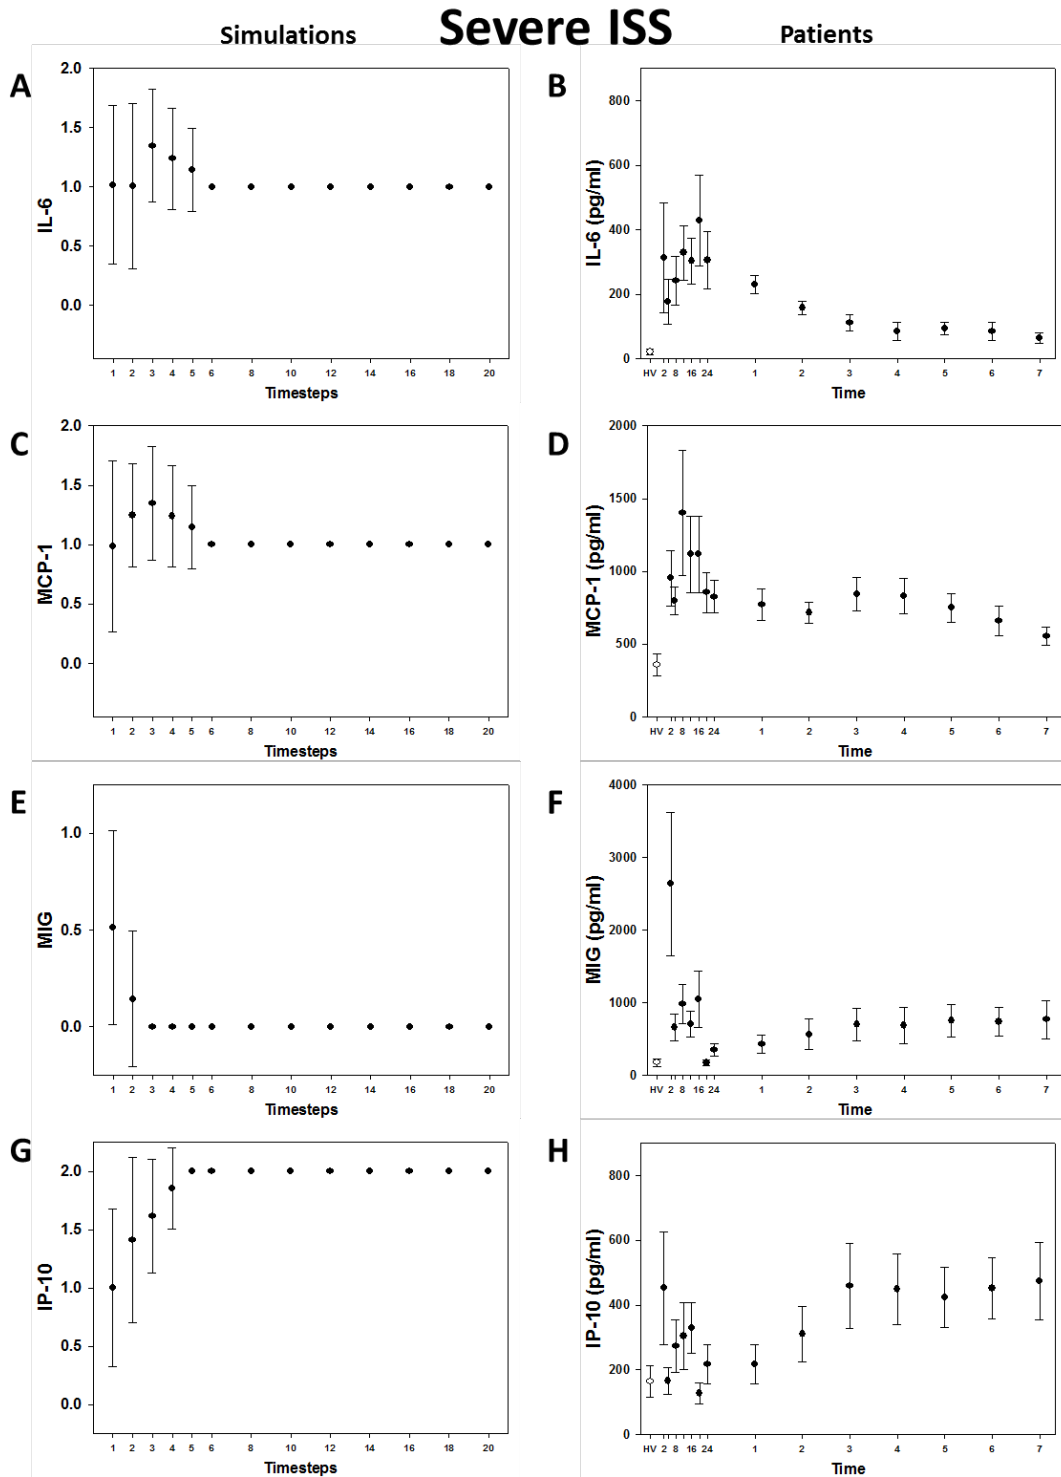 Severe ISS
Simulations
Patients
A
2.0
1.5
1.0
0.5
0.0
IL-6
1 2 3 4 5 6 8 10 12 14 16 18 20
Timesteps
B
800
600
400
200
0
IL-6 (pg/ml)
HV 2 8 16 24 1 2 3 4 5 6 7
Time
C
2.0
1.5
1.0
0.5
0.0
MCP-1
1 2 3 4 5 6 8 10 12 14 16 18 20
Timesteps
D
2000
1500
1000
500
0
MCP-1 (pg/ml)
HV 2 8 16 24 1 2 3 4 5 6 7
Time
E
1.0
0.5
0.0
MIG
1 2 3 4 5 6 8 10 12 14 16 18 20
Timesteps
F
4000
3000
2000
1000
0
MIG (pg/ml)
HV 2 8 16 24 1 2 3 4 5 6 7
Time
G
2.0
1.5
1.0
0.5
0.0
IP-10
1 2 3 4 5 6 8 10 12 14 16 18 20
Timesteps
H
800
600
400
200
0
IP-10 (pg/ml)
HV 2 8 16 24 1 2 3 4 5 6 7
Time